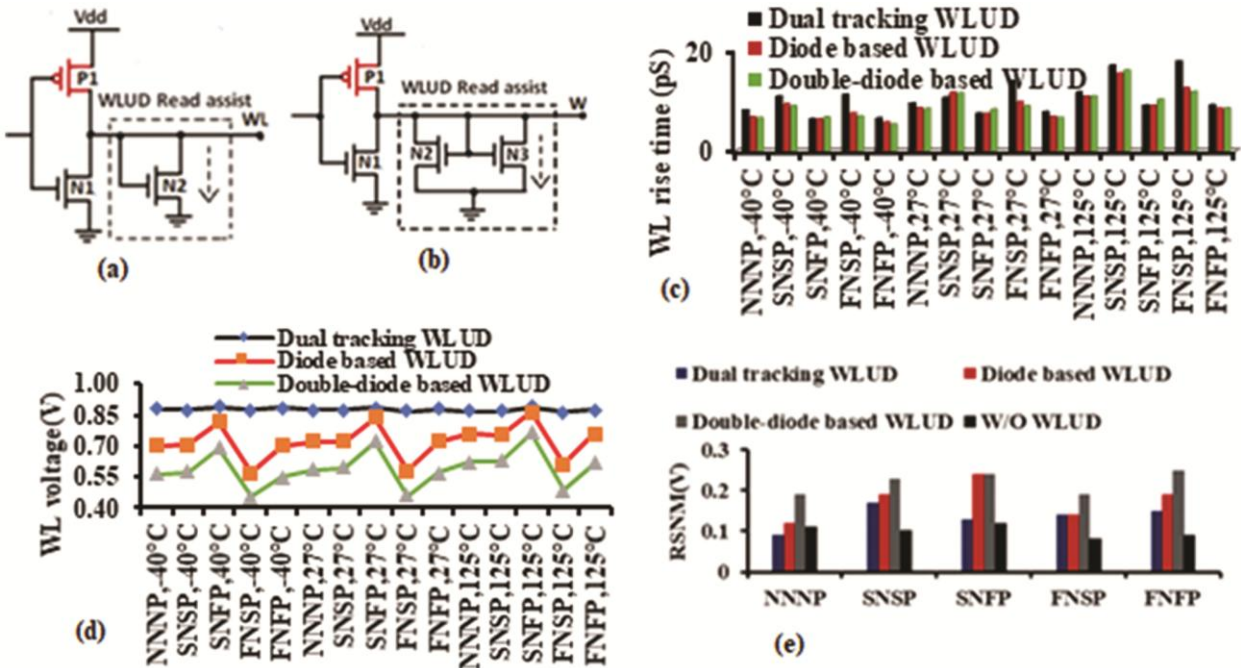 Vdd
P1
WLUD Read assist
WL
N1
N2
(a)
Vdd
P1
WLUD Read assist
W
N1
N2
N3
(b)
Dual tracking WLUD
Diode based WLUD
Double-diode based WLUD
WL rise time (pS)
20
0
NNNP,-40°C
SNSP,-40°C
SNFP,-40°C
FNSP,-40°C
FNFP,-40°C
NNNP,27°C
SNSP,27°C
SNFP,27°C
FNSP,27°C
FNFP,27°C
NNNP,125°C
SNSP,125°C
SNFP,125°C
FNSP,125°C
FNFP,125°C
(c)
Dual tracking WLUD
Diode based WLUD
Double-diode based WLUD
WL voltage(V)
1.00
0.85
0.70
0.55
0.40
NNNP,-40°C
SNSP,-40°C
SNFP,40°C
FNSP,-40°C
FNFP,-40°C
NNNP,27°C
SNSP,27°C
SNFP,27°C
FNSP,27°C
FNFP,27°C
NNNP,125°C
SNSP,125°C
SNFP,125°C
FNSP,125°C
FNFP,125°C
(d)
Dual tracking WLUD
Diode based WLUD
Double-diode based WLUD
W/O WLUD
RSNM(V)
0.3
0.2
0.1
0
NNNP
SNSP
SNFP
FNSP
FNFP
(e)